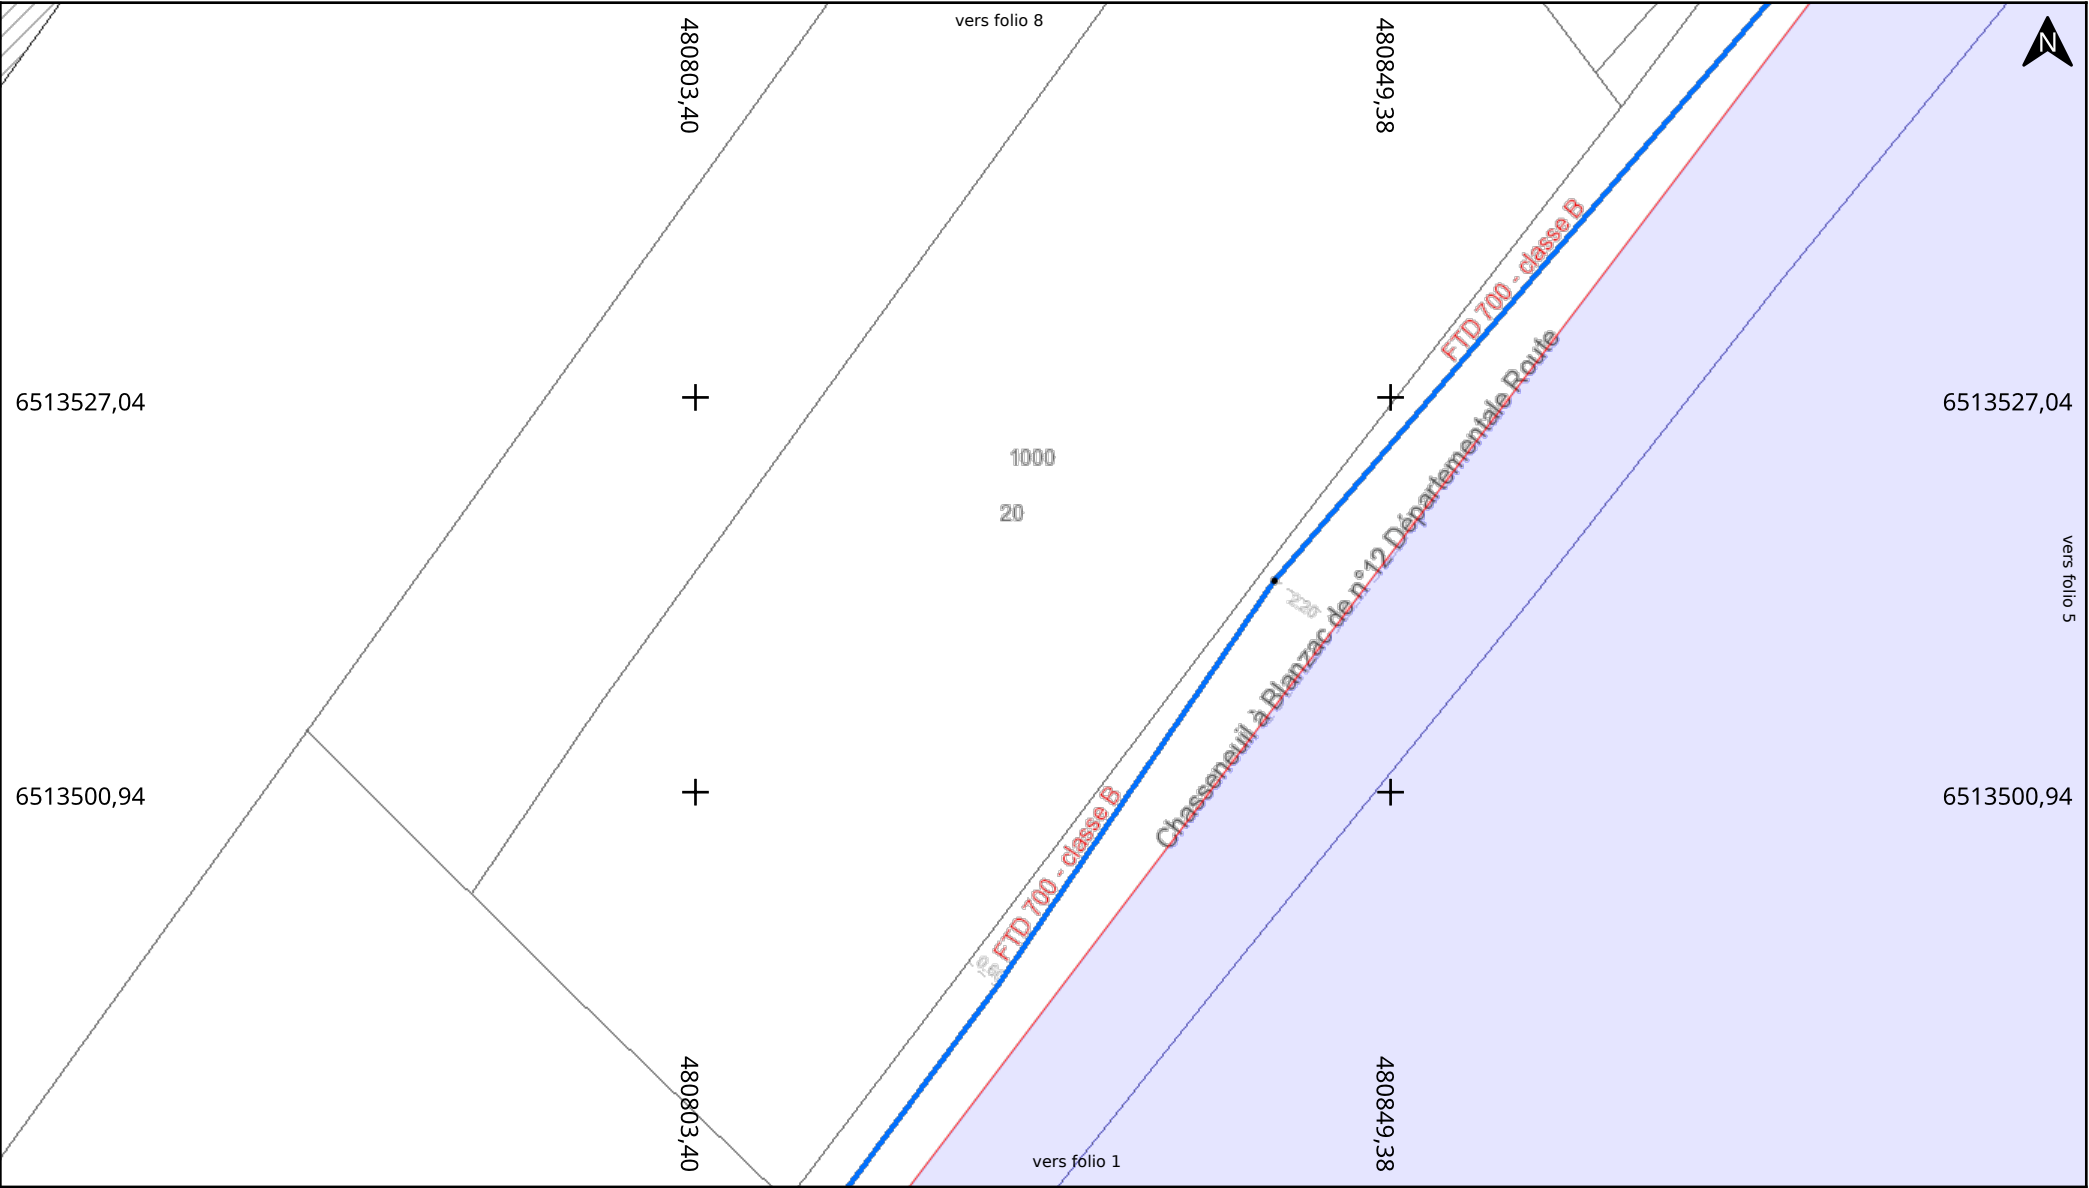 vers folio 8
N
480803,40
480849,38
FTD 700 - classe B
6513527,04
6513527,04
1000
20
Chasseneuil à Blanzac de n°12 Départementale Route
220
vers folio 5
6513500,94
6513500,94
FTD 700 - classe B
480803,40
480849,38
vers folio 1